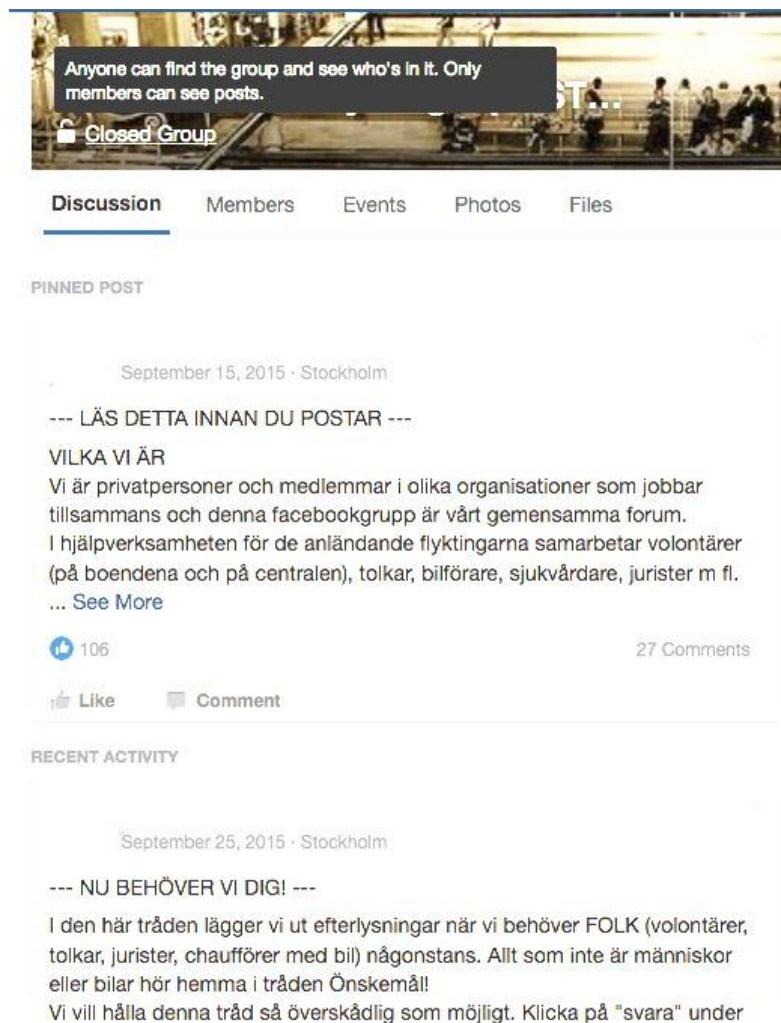 Anyone can find the group and see who's in it. Only
members can see posts.
ST...
Closed Group
Discussion Members Events Photos Files
PINNED POST
September 15, 2015 · Stockholm
--- LÄS DETTA INNAN DU POSTAR ---
VILKA VI ÄR
Vi är privatpersoner och medlemmar i olika organisationer som jobbar
tillsammans och denna facebookgrupp är vårt gemensamma forum.
I hjälpverksamheten för de anländande flyktingarna samarbetar volontärer
(på boendena och på centralen), tolkar, bilförare, sjukvårdare, jurister m fl.
... See More
106 27 Comments
Like Comment
RECENT ACTIVITY
September 25, 2015 · Stockholm
--- NU BEHÖVER VI DIG! ---
I den här tråden lägger vi ut efterlysningar när vi behöver FOLK (volontärer,
tolkar, jurister, chaufförer med bil) någonstans. Allt som inte är människor
eller bilar hör hemma i tråden Önskemål!
Vi vill hålla denna tråd så överskådlig som möjligt. Klicka på "svara" under